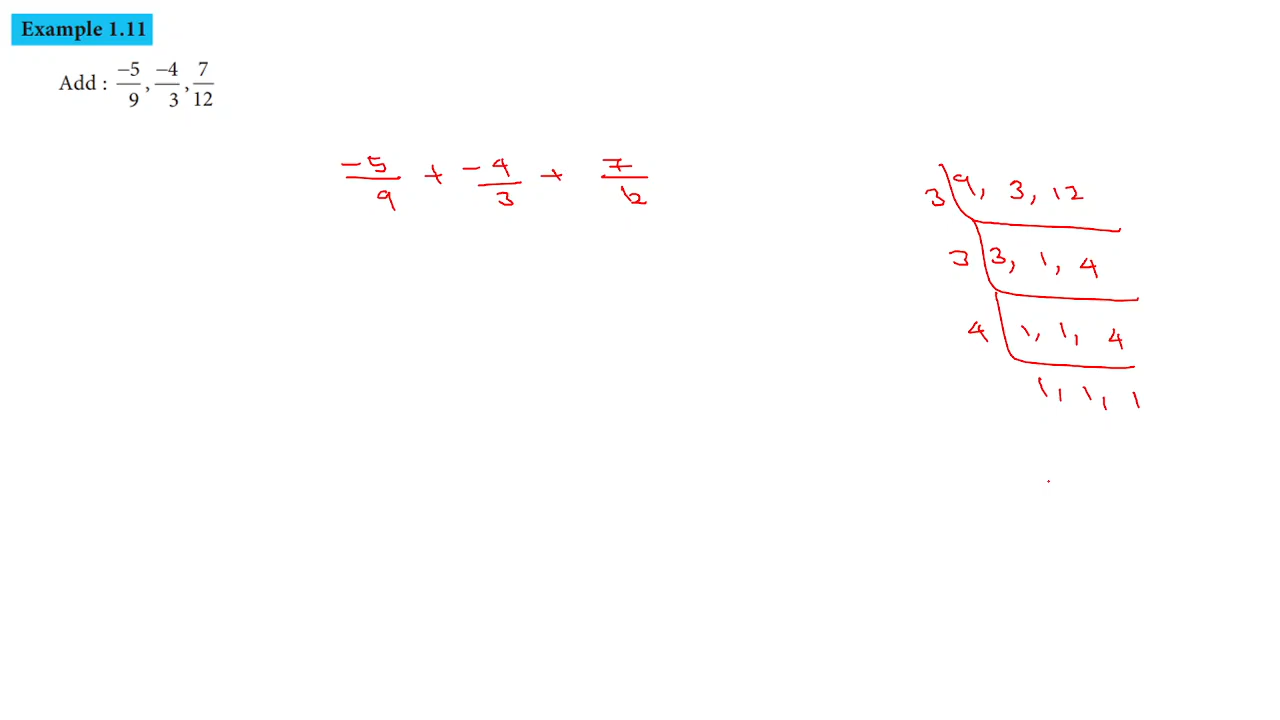 Example 1.11
Add : −5/9, −4/3, 7/12
−5/9 + −4/3 + 7/12
3 | 9, 3, 12
3 | 3, 1, 4
4 | 1, 1, 4
1, 1, 1